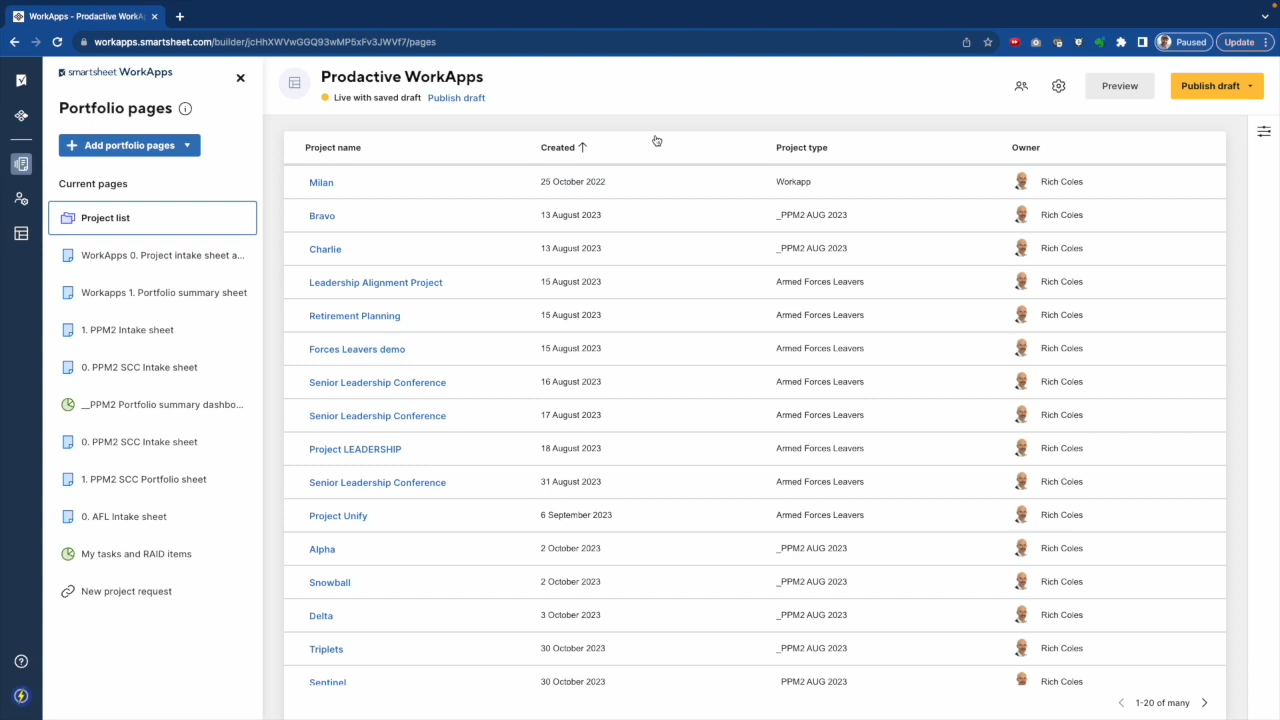 WorkApps - Prodactive WorkA
workapps.smartsheet.com/builder/jcHhXWVwGGQ93wMP5xFv3JWVf7/pages
Paused
Update
smartsheet WorkApps
Portfolio pages
Add portfolio pages
Current pages
Project list
WorkApps 0. Project intake sheet a...
Workapps 1. Portfolio summary sheet
1. PPM2 Intake sheet
0. PPM2 SCC Intake sheet
__PPM2 Portfolio summary dashbo...
0. PPM2 SCC Intake sheet
1. PPM2 SCC Portfolio sheet
0. AFL Intake sheet
My tasks and RAID items
New project request
Prodactive WorkApps
Live with saved draft Publish draft
Preview
Publish draft
Project name Created Project type Owner
Milan 25 October 2022 Workapp Rich Coles
Bravo 13 August 2023 _PPM2 AUG 2023 Rich Coles
Charlie 13 August 2023 _PPM2 AUG 2023 Rich Coles
Leadership Alignment Project 15 August 2023 Armed Forces Leavers Rich Coles
Retirement Planning 15 August 2023 Armed Forces Leavers Rich Coles
Forces Leavers demo 15 August 2023 Armed Forces Leavers Rich Coles
Senior Leadership Conference 16 August 2023 Armed Forces Leavers Rich Coles
Senior Leadership Conference 17 August 2023 Armed Forces Leavers Rich Coles
Project LEADERSHIP 18 August 2023 Armed Forces Leavers Rich Coles
Senior Leadership Conference 31 August 2023 Armed Forces Leavers Rich Coles
Project Unify 6 September 2023 Armed Forces Leavers Rich Coles
Alpha 2 October 2023 _PPM2 AUG 2023 Rich Coles
Snowball 2 October 2023 _PPM2 AUG 2023 Rich Coles
Delta 3 October 2023 _PPM2 AUG 2023 Rich Coles
Triplets 30 October 2023 _PPM2 AUG 2023 Rich Coles
Sentinel 30 October 2023 _PPM2 AUG 2023 Rich Coles
1-20 of many